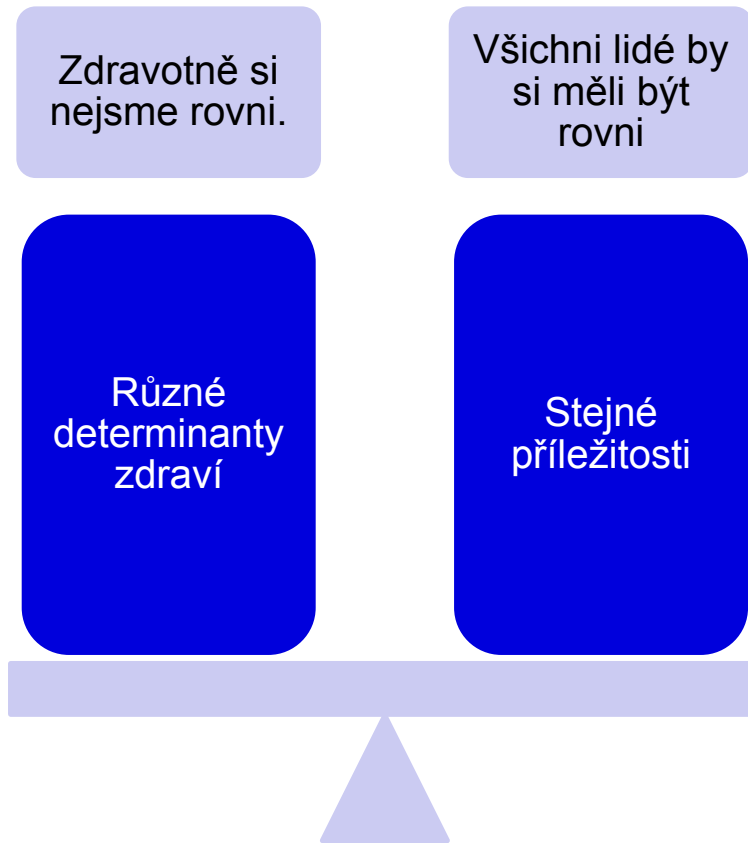 Zdravotně si
nejsme rovni.
Všichni lidé by
si měli být
rovni
Různé
determinanty
zdraví
Stejné
příležitosti